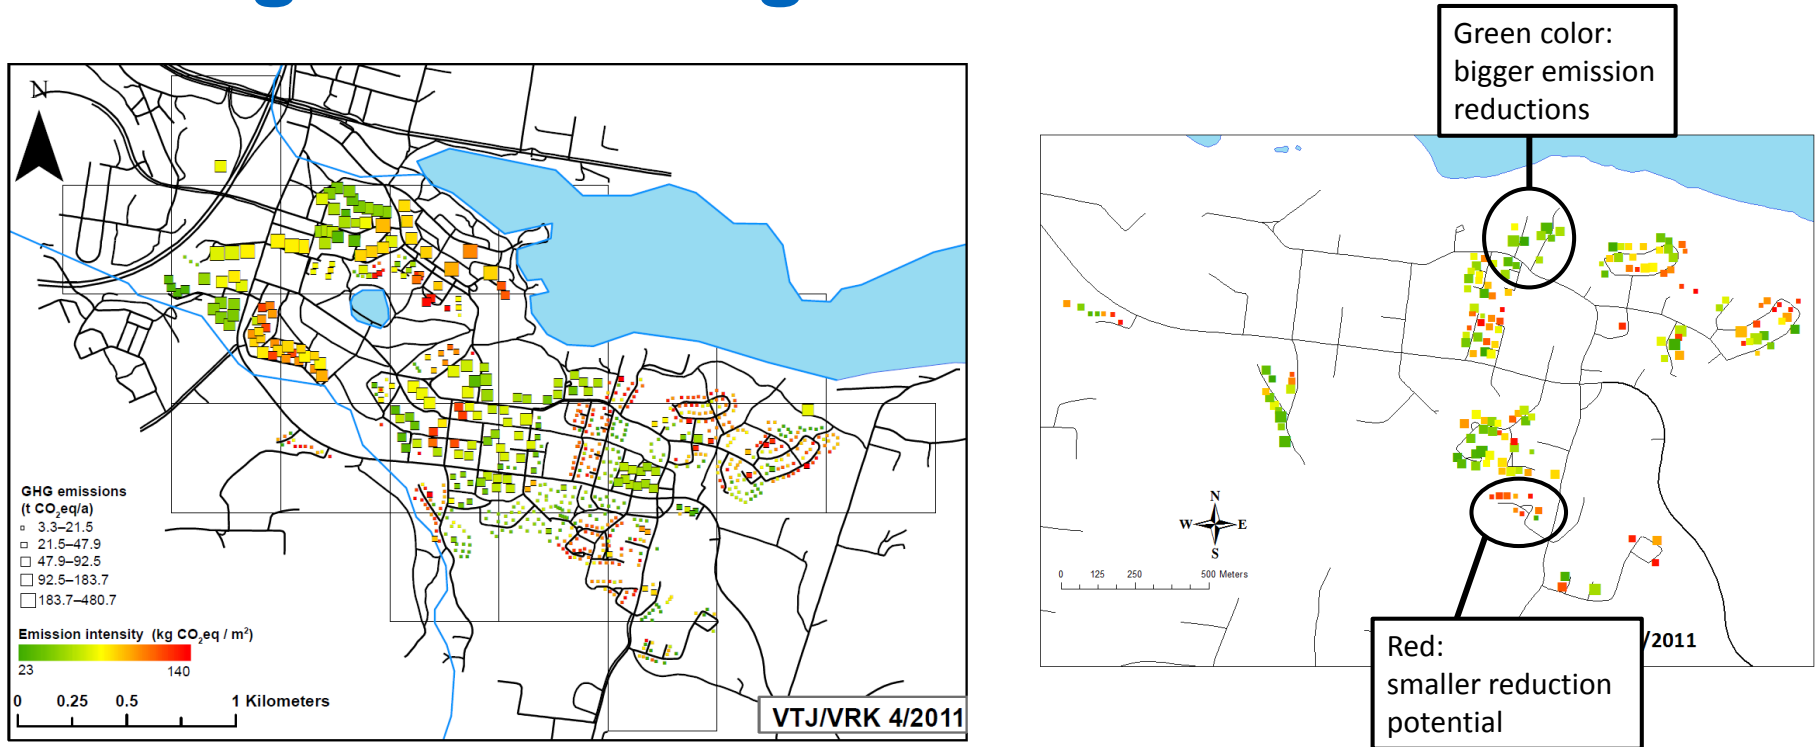 N
GHG emissions
(t CO2eq/a)
3.3–21.5
21.5–47.9
47.9–92.5
92.5–183.7
183.7–480.7
Emission intensity (kg CO2eq / m²)
23 140
0 0.25 0.5 1 Kilometers
VTJ/VRK 4/2011
Green color:
bigger emission
reductions
N
W E
S
0 125 250 500 Meters
/2011
Red:
smaller reduction
potential